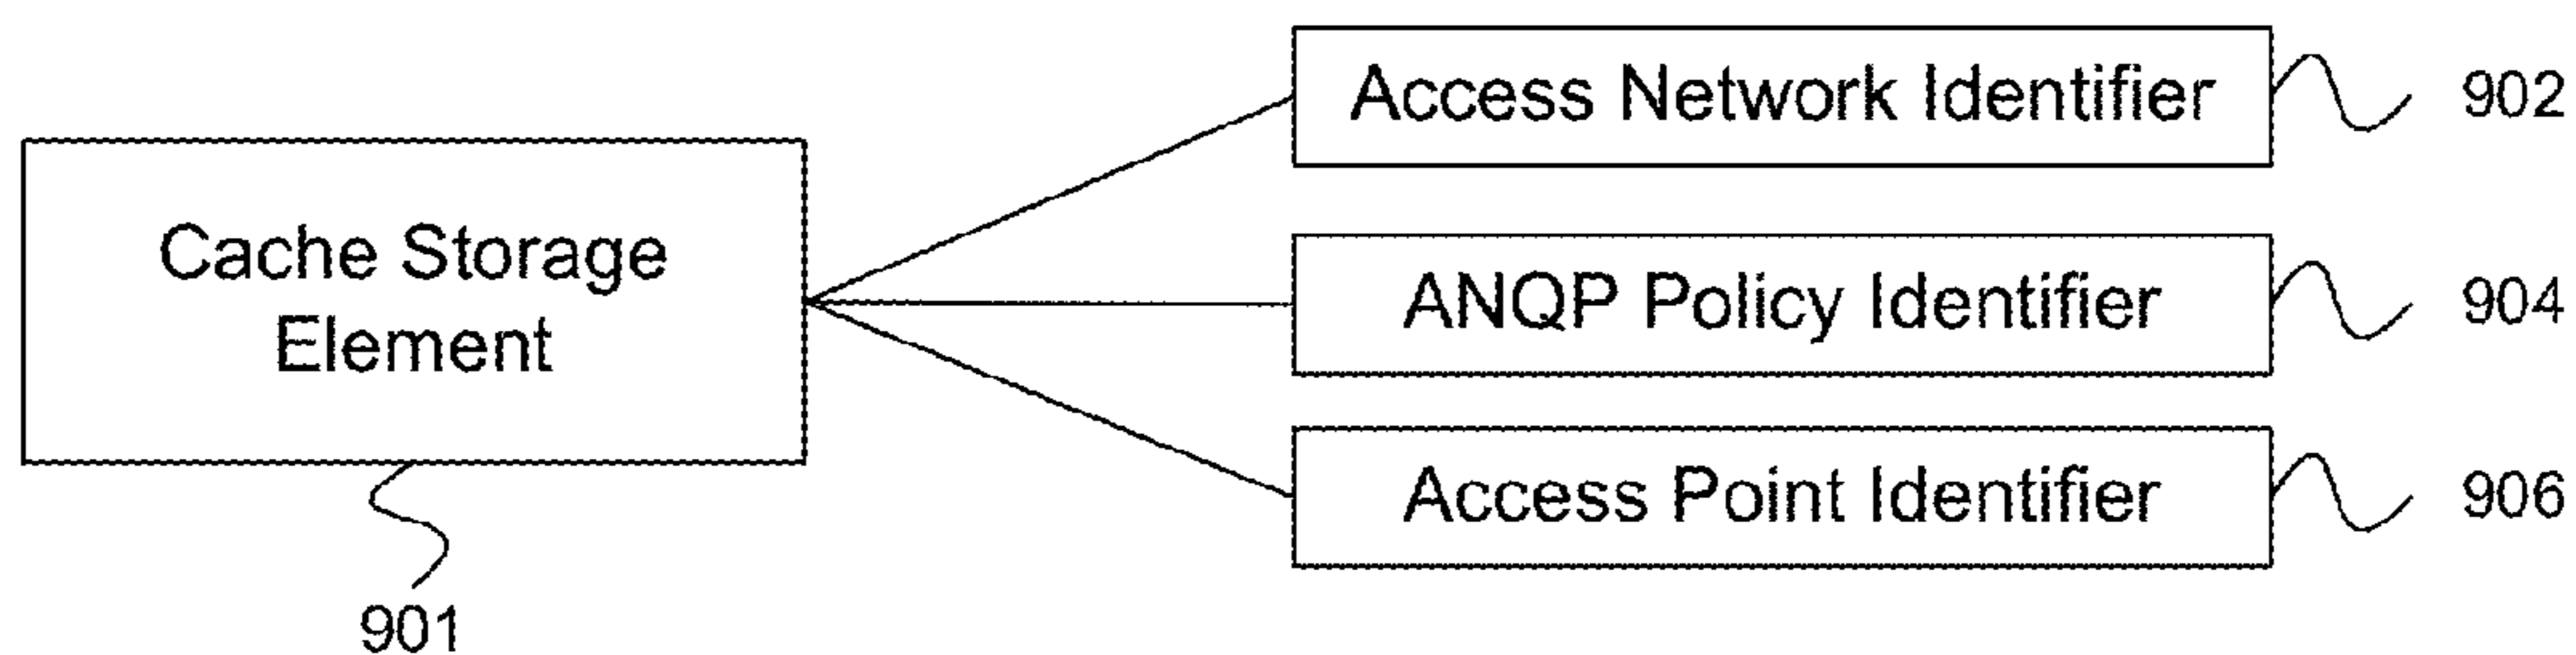 Cache Storage
Element
901
Access Network Identifier
902
ANQP Policy Identifier
904
Access Point Identifier
906